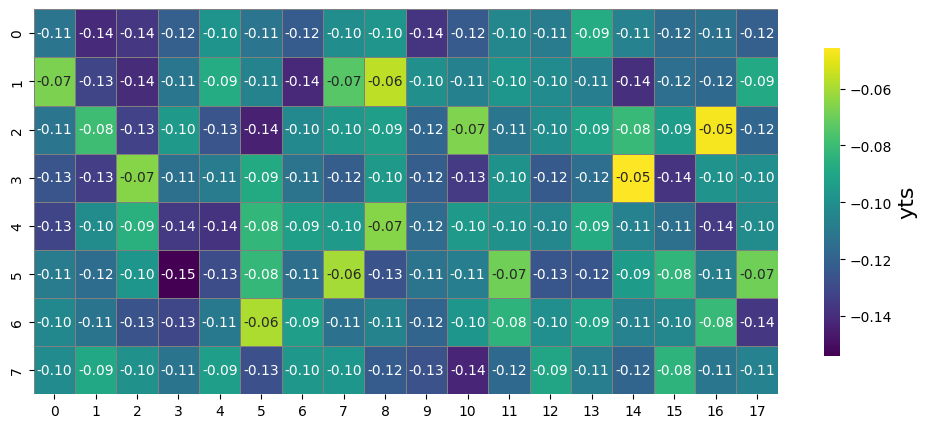 0 -0.11 -0.14 -0.14 -0.12 -0.10 -0.11 -0.12 -0.10 -0.10 -0.14 -0.12 -0.10 -0.11 -0.09 -0.11 -0.12 -0.11 -0.12
1 -0.07 -0.13 -0.14 -0.11 -0.09 -0.11 -0.14 -0.07 -0.06 -0.10 -0.11 -0.10 -0.10 -0.11 -0.14 -0.12 -0.12 -0.09
2 -0.11 -0.08 -0.13 -0.10 -0.13 -0.14 -0.10 -0.10 -0.09 -0.12 -0.07 -0.11 -0.10 -0.09 -0.08 -0.09 -0.05 -0.12
3 -0.13 -0.13 -0.07 -0.11 -0.11 -0.09 -0.11 -0.12 -0.10 -0.12 -0.13 -0.10 -0.12 -0.12 -0.05 -0.14 -0.10 -0.10
4 -0.13 -0.10 -0.09 -0.14 -0.14 -0.08 -0.09 -0.10 -0.07 -0.12 -0.10 -0.10 -0.10 -0.09 -0.11 -0.11 -0.14 -0.10
5 -0.11 -0.12 -0.10 -0.15 -0.13 -0.08 -0.11 -0.06 -0.13 -0.11 -0.11 -0.07 -0.13 -0.12 -0.09 -0.08 -0.11 -0.07
6 -0.10 -0.11 -0.13 -0.13 -0.11 -0.06 -0.09 -0.11 -0.11 -0.12 -0.10 -0.08 -0.10 -0.09 -0.11 -0.10 -0.08 -0.14
7 -0.10 -0.09 -0.10 -0.11 -0.09 -0.13 -0.10 -0.10 -0.12 -0.13 -0.14 -0.12 -0.09 -0.11 -0.12 -0.08 -0.11 -0.11
0 1 2 3 4 5 6 7 8 9 10 11 12 13 14 15 16 17
−0.06
−0.08
−0.10
−0.12
−0.14
yts